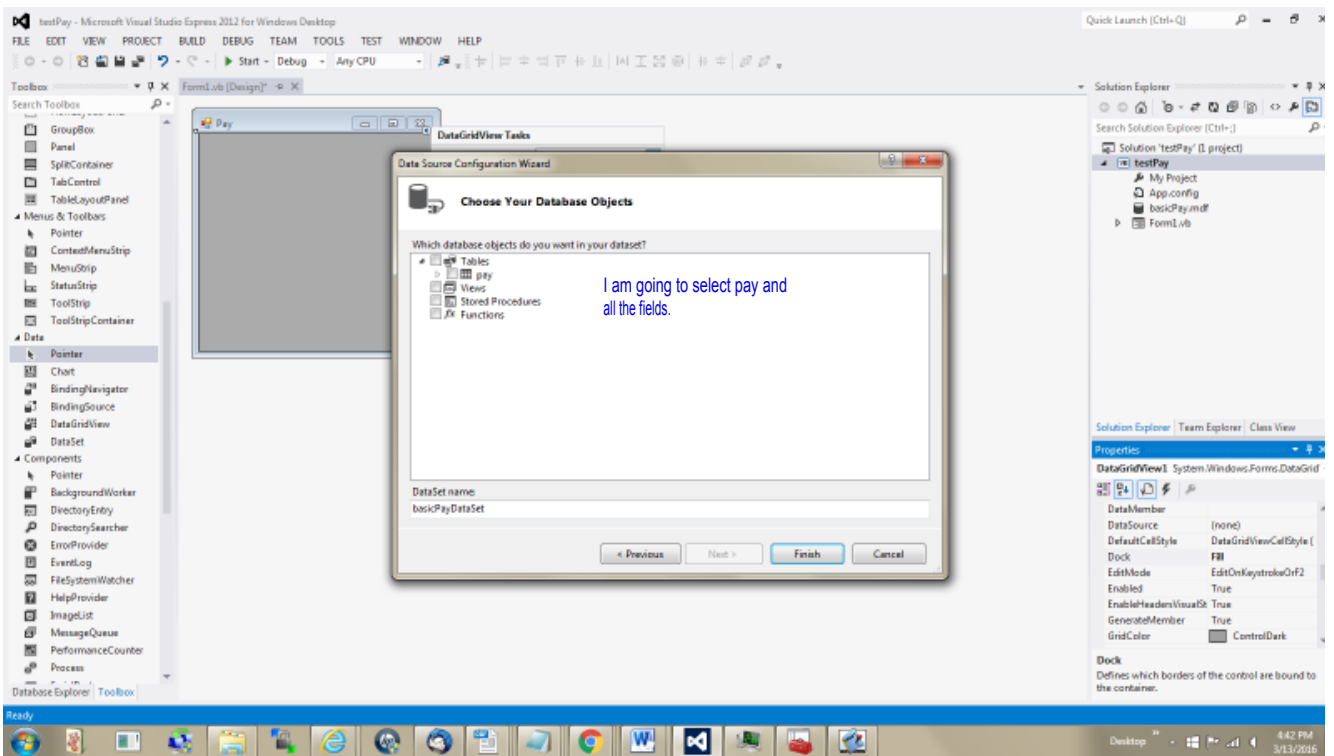 testPay - Microsoft Visual Studio Express 2012 for Windows Desktop
Quick Launch (Ctrl+Q)
FILE EDIT VIEW PROJECT BUILD DEBUG TEAM TOOLS TEST WINDOW HELP
Start - Debug - Any CPU
Toolbox
Search Toolbox
GroupBox
Panel
SplitContainer
TabControl
TableLayoutPanel
Menus & Toolbars
Pointer
ContextMenuStrip
MenuStrip
StatusStrip
ToolStrip
ToolStripContainer
Data
Pointer
Chart
BindingNavigator
BindingSource
DataGridView
DataSet
Components
Pointer
BackgroundWorker
DirectoryEntry
DirectorySearcher
ErrorProvider
EventLog
FileSystemWatcher
HelpProvider
ImageList
MessageQueue
PerformanceCounter
Process
Database Explorer Toolbox
Form1.vb [Design]*
Pay
DataGridView Tasks
Data Source Configuration Wizard
Choose Your Database Objects
Which database objects do you want in your dataset?
Tables
pay
Views
Stored Procedures
Functions
I am going to select pay and
all the fields.
DataSet name:
basicPayDataSet
< Previous Next > Finish Cancel
Solution Explorer
Search Solution Explorer (Ctrl+;)
Solution 'testPay' (1 project)
testPay
My Project
App.config
basicPay.mdf
Form1.vb
Solution Explorer Team Explorer Class View
Properties
DataGridView1 System.Windows.Forms.DataGrid
DataMember
DataSource (none)
DefaultCellStyle DataGridViewCellStyle {
Dock Fill
EditMode EditOnKeystrokeOrF2
Enabled True
EnableHeadersVisualSt True
GenerateMember True
GridColor ControlDark
Dock
Defines which borders of the control are bound to
the container.
Ready
Desktop
4:42 PM
3/13/2016